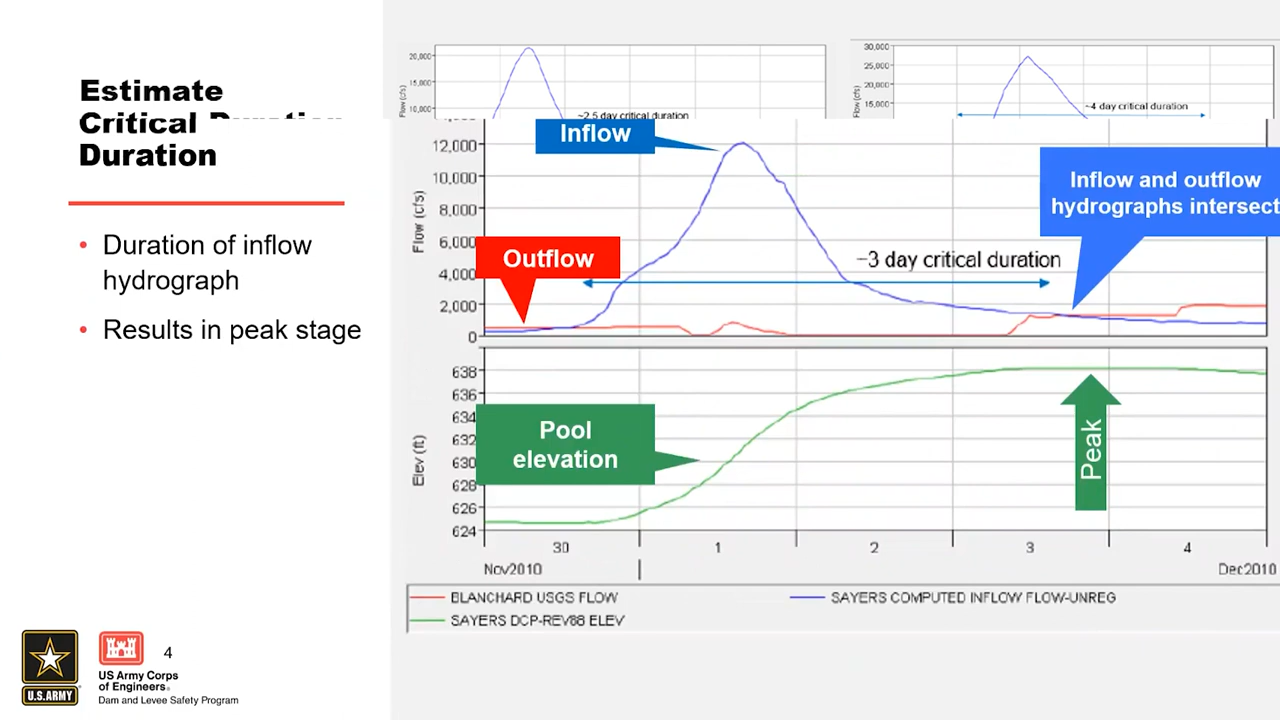 Estimate
Critical Duration
Duration
• Duration of inflow
hydrograph
• Results in peak stage
20,000
15,000
10,000
Flow (cfs)
~2.5 day critical duration
30,000
25,000
20,000
15,000
Flow (cfs)
~4 day critical duration
Inflow
12,000
10,000
8,000
6,000
4,000
2,000
0
Flow (cfs)
Outflow
~3 day critical duration
Inflow and outflow
hydrographs intersect
638
636
634
632
630
628
626
624
Elev (ft)
Pool
elevation
Peak
30
1
2
3
4
Nov2010
Dec2010
BLANCHARD USGS FLOW
SAYERS COMPUTED INFLOW FLOW-UNREG
SAYERS DCP-REV88 ELEV
U.S.ARMY
4
US Army Corps
of Engineers®
Dam and Levee Safety Program